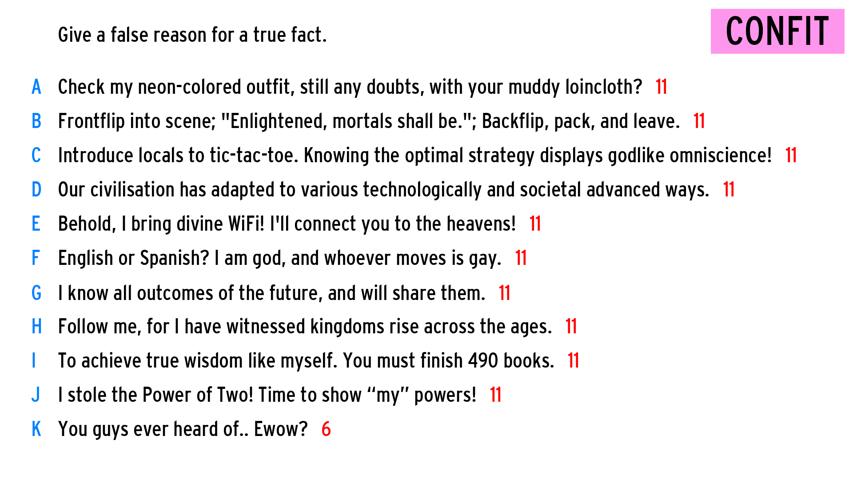 Give a false reason for a true fact.
CONFIT
A Check my neon-colored outfit, still any doubts, with your muddy loincloth? 11
B Frontflip into scene; "Enlightened, mortals shall be."; Backflip, pack, and leave. 11
C Introduce locals to tic-tac-toe. Knowing the optimal strategy displays godlike omniscience! 11
D Our civilisation has adapted to various technologically and societal advanced ways. 11
E Behold, I bring divine WiFi! I'll connect you to the heavens! 11
F English or Spanish? I am god, and whoever moves is gay. 11
G I know all outcomes of the future, and will share them. 11
H Follow me, for I have witnessed kingdoms rise across the ages. 11
I To achieve true wisdom like myself. You must finish 490 books. 11
J I stole the Power of Two! Time to show “my” powers! 11
K You guys ever heard of.. Ewow? 6